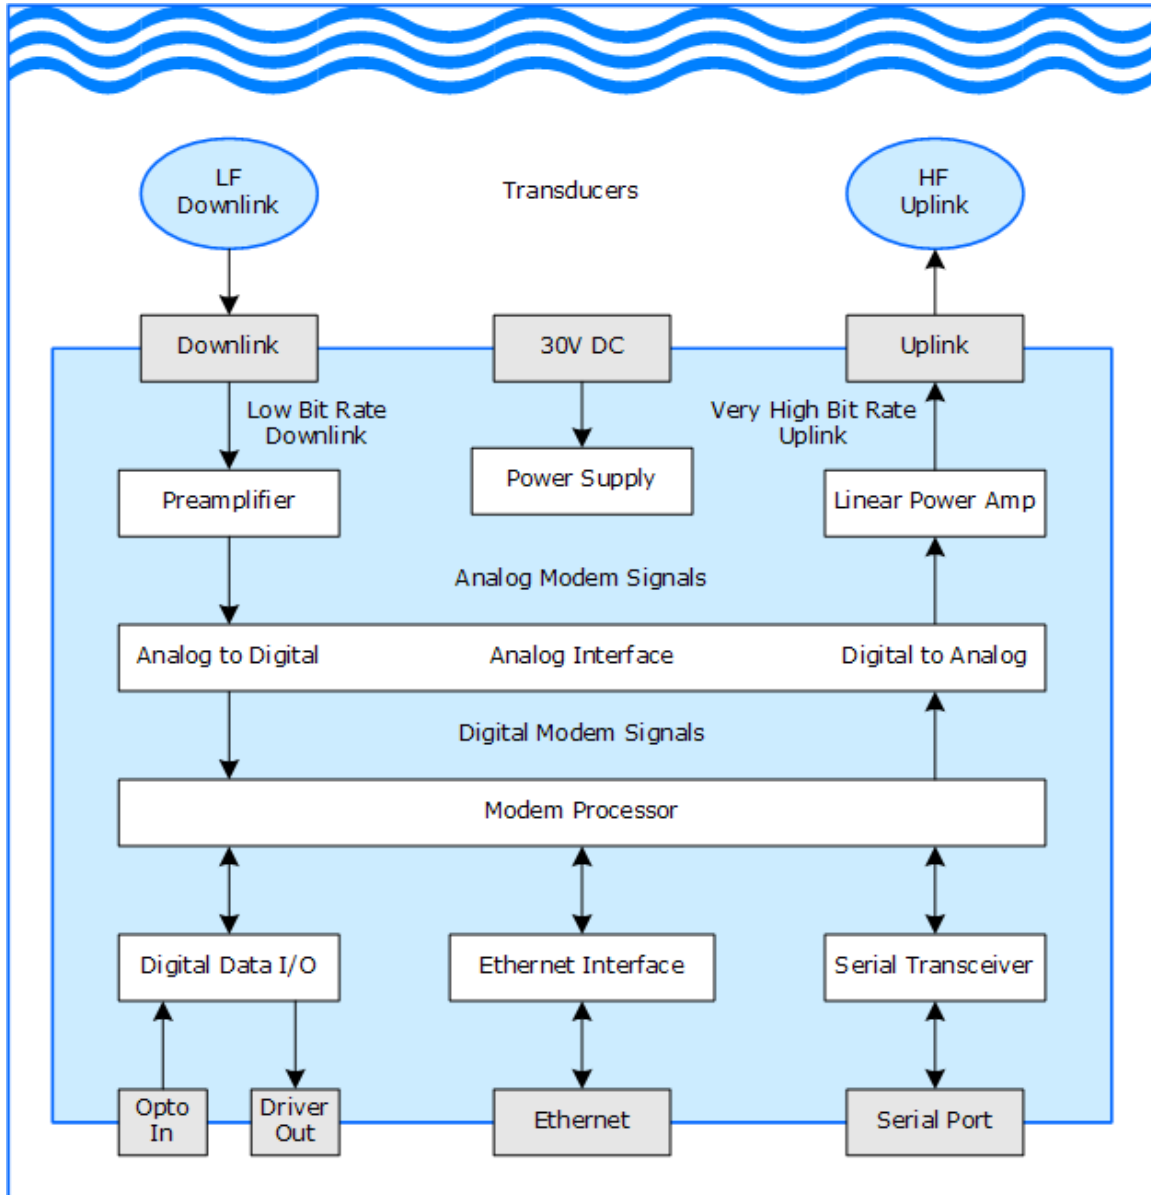 LF
Downlink
Transducers
HF
Uplink
Downlink
30V DC
Uplink
Low Bit Rate
Downlink
Very High Bit Rate
Uplink
Preamplifier
Power Supply
Linear Power Amp
Analog Modem Signals
Analog to Digital
Analog Interface
Digital to Analog
Digital Modem Signals
Modem Processor
Digital Data I/O
Ethernet Interface
Serial Transceiver
Opto
In
Driver
Out
Ethernet
Serial Port